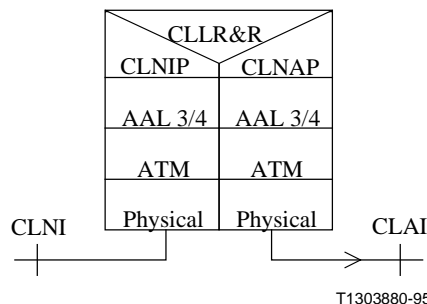 CLLR&R
CLNIP CLNAP
AAL 3/4 AAL 3/4
ATM ATM
Physical Physical
CLNI CLAI
T1303880-95